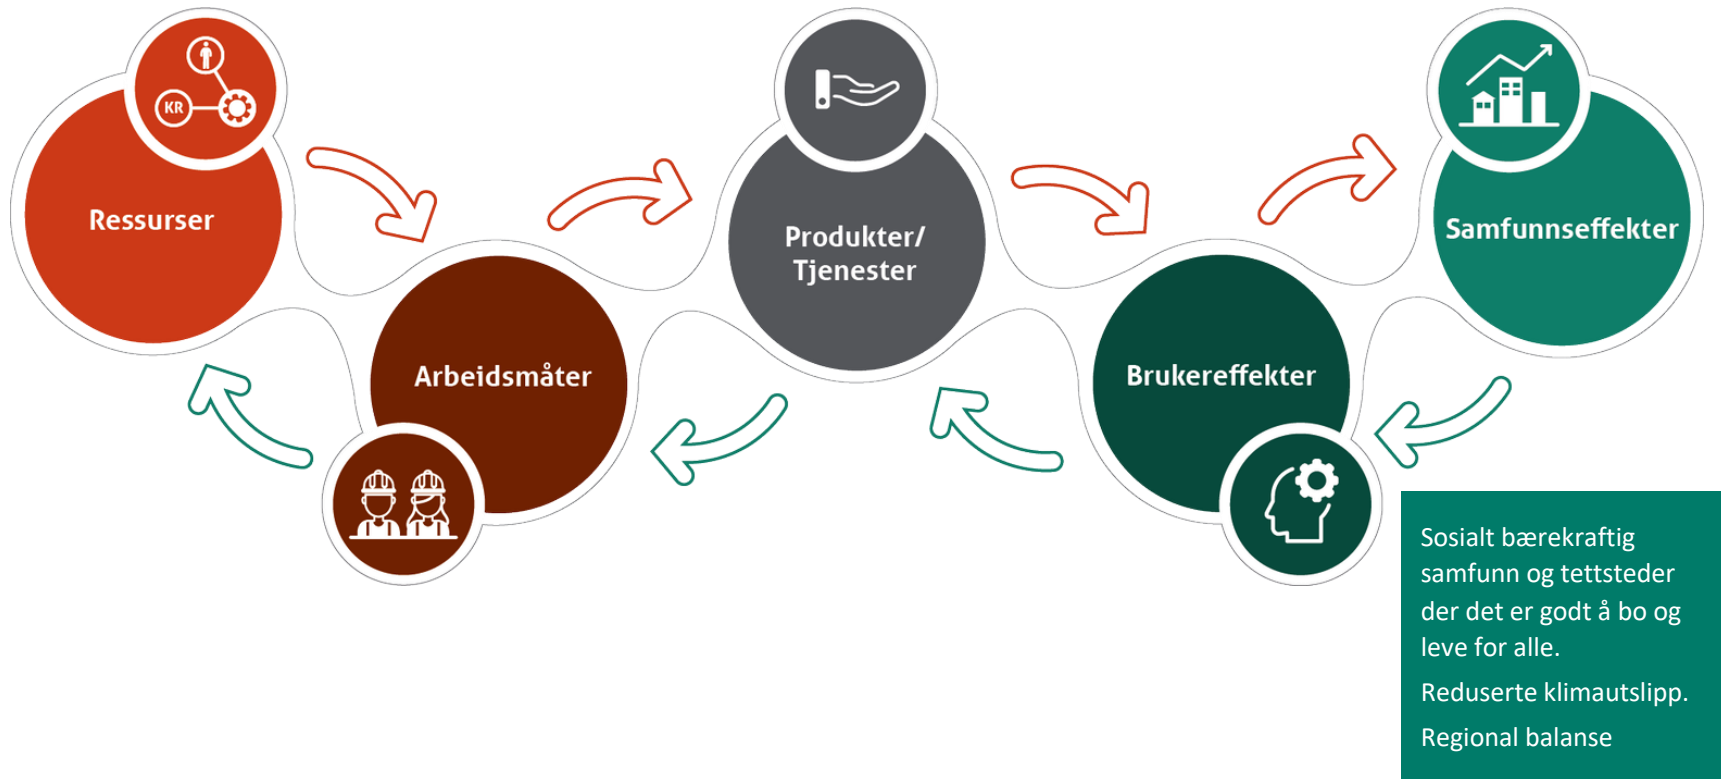 KR
Ressurser
Arbeidsmåter
Produkter/
Tjenester
Brukereffekter
Samfunnseffekter
Sosialt bærekraftig
samfunn og tettsteder
der det er godt å bo og
leve for alle.
Reduserte klimautslipp.
Regional balanse